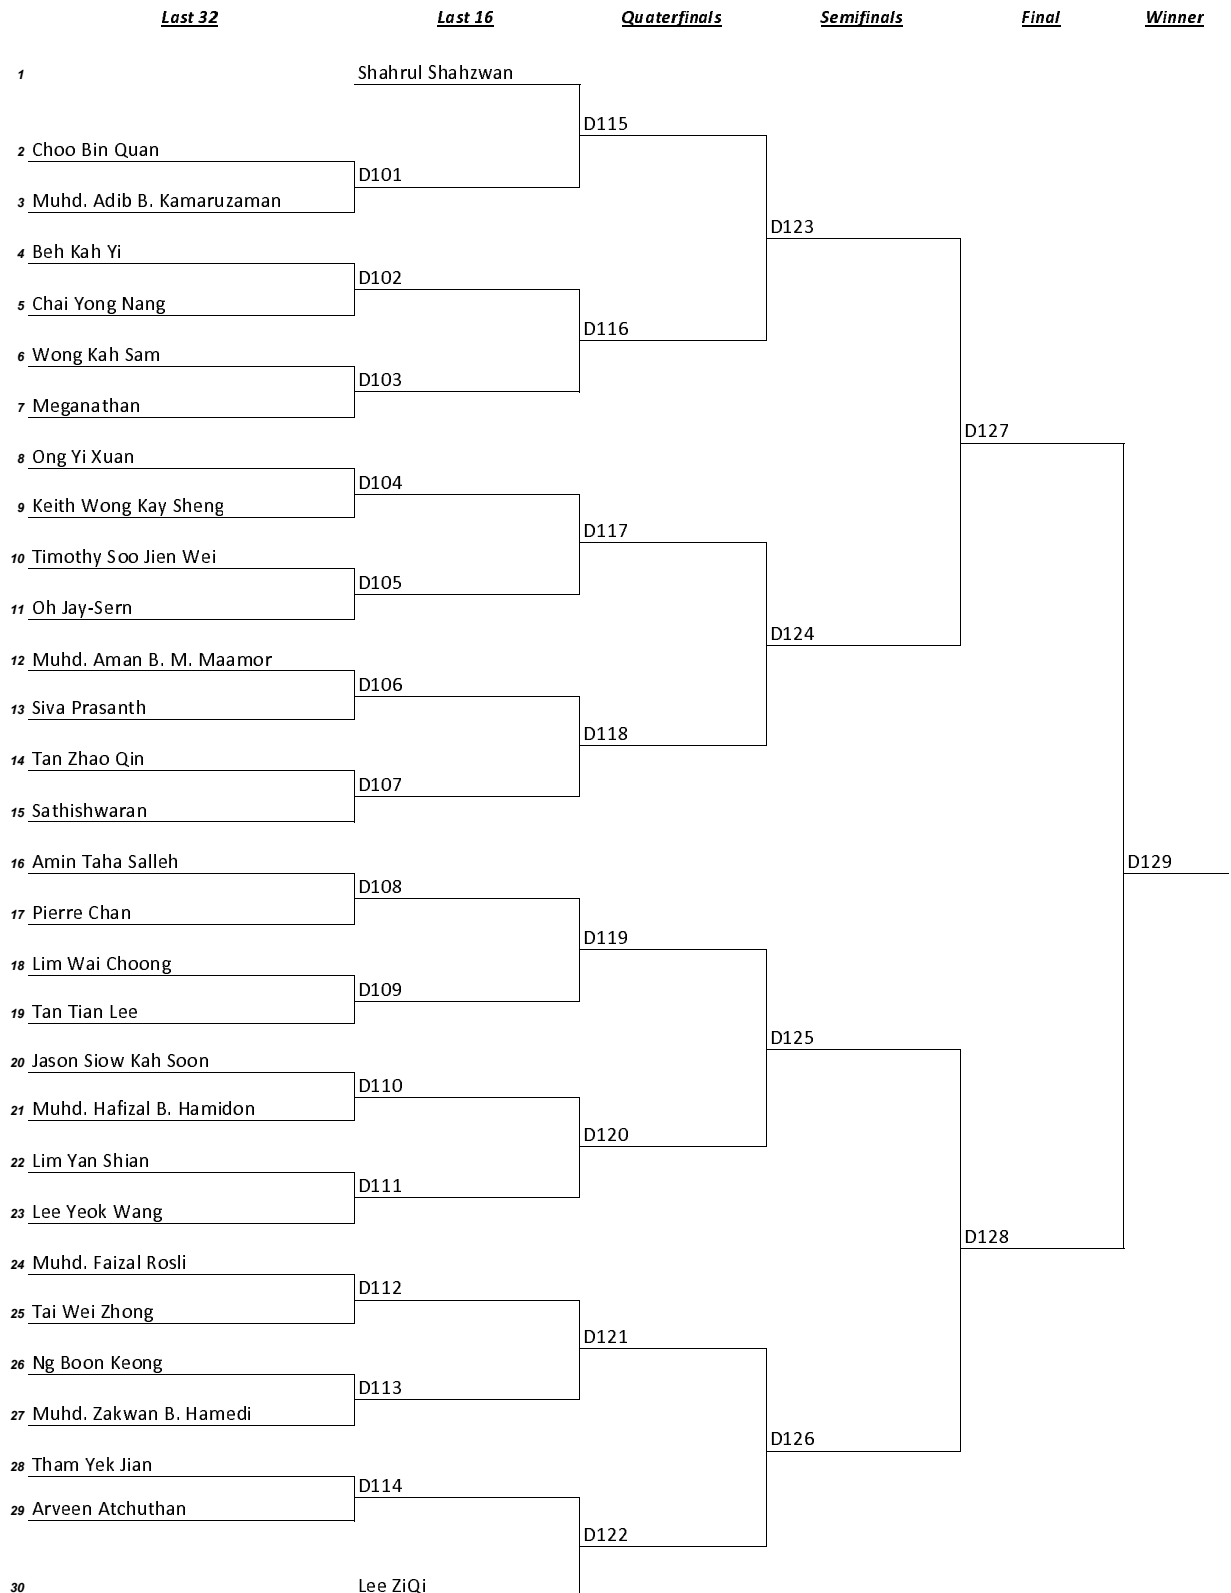 Last 32 Last 16 Quaterfinals Semifinals Final Winner
1 Shahrul Shahzwan
D115
2 Choo Bin Quan
D101
3 Muhd. Adib B. Kamaruzaman
D123
4 Beh Kah Yi
D102
5 Chai Yong Nang
D116
6 Wong Kah Sam
D103
7 Meganathan
D127
8 Ong Yi Xuan
D104
9 Keith Wong Kay Sheng
D117
10 Timothy Soo Jien Wei
D105
11 Oh Jay-Sern
D124
12 Muhd. Aman B. M. Maamor
D106
13 Siva Prasanth
D118
14 Tan Zhao Qin
D107
15 Sathishwaran
16 Amin Taha Salleh
D129
D108
17 Pierre Chan
D119
18 Lim Wai Choong
D109
19 Tan Tian Lee
D125
20 Jason Siow Kah Soon
D110
21 Muhd. Hafizal B. Hamidon
D120
22 Lim Yan Shian
D111
23 Lee Yeok Wang
D128
24 Muhd. Faizal Rosli
D112
25 Tai Wei Zhong
D121
26 Ng Boon Keong
D113
27 Muhd. Zakwan B. Hamedi
D126
28 Tham Yek Jian
D114
29 Arveen Atchuthan
D122
30 Lee ZiQi